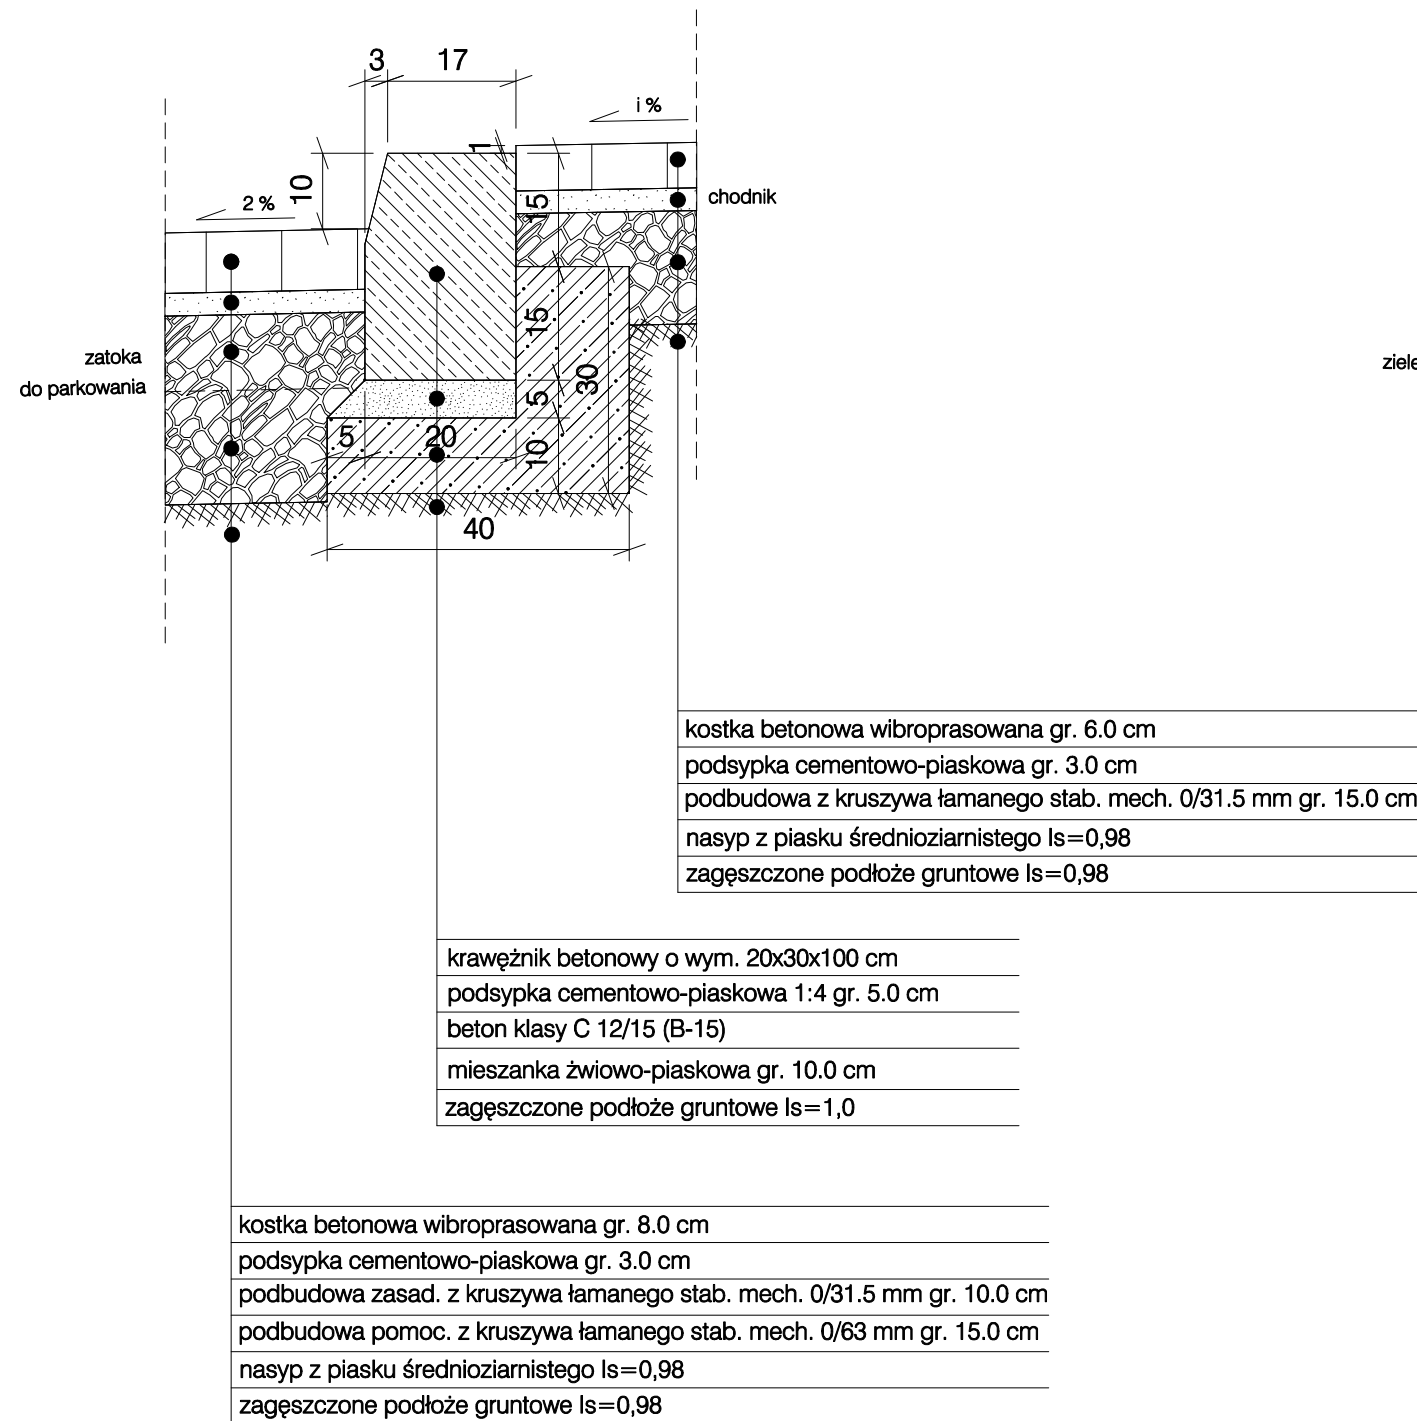 3
17
i %
1
10
2 %
15
chodnik
15
zatoka
do parkowania
30
5
5
20
10
40
kostka betonowa wibroprasowana gr. 6.0 cm
podsypka cementowo-piaskowa gr. 3.0 cm
podbudowa z kruszywa łamanego stab. mech. 0/31.5 mm gr. 15.0 cm
nasyp z piasku średnioziarnistego Is=0,98
zagęszczone podłoże gruntowe Is=0,98
krawężnik betonowy o wym. 20x30x100 cm
podsypka cementowo-piaskowa 1:4 gr. 5.0 cm
beton klasy C 12/15 (B-15)
mieszanka żwiowo-piaskowa gr. 10.0 cm
zagęszczone podłoże gruntowe Is=1,0
kostka betonowa wibroprasowana gr. 8.0 cm
podsypka cementowo-piaskowa gr. 3.0 cm
podbudowa zasad. z kruszywa łamanego stab. mech. 0/31.5 mm gr. 10.0 cm
podbudowa pomoc. z kruszywa łamanego stab. mech. 0/63 mm gr. 15.0 cm
nasyp z piasku średnioziarnistego Is=0,98
zagęszczone podłoże gruntowe Is=0,98